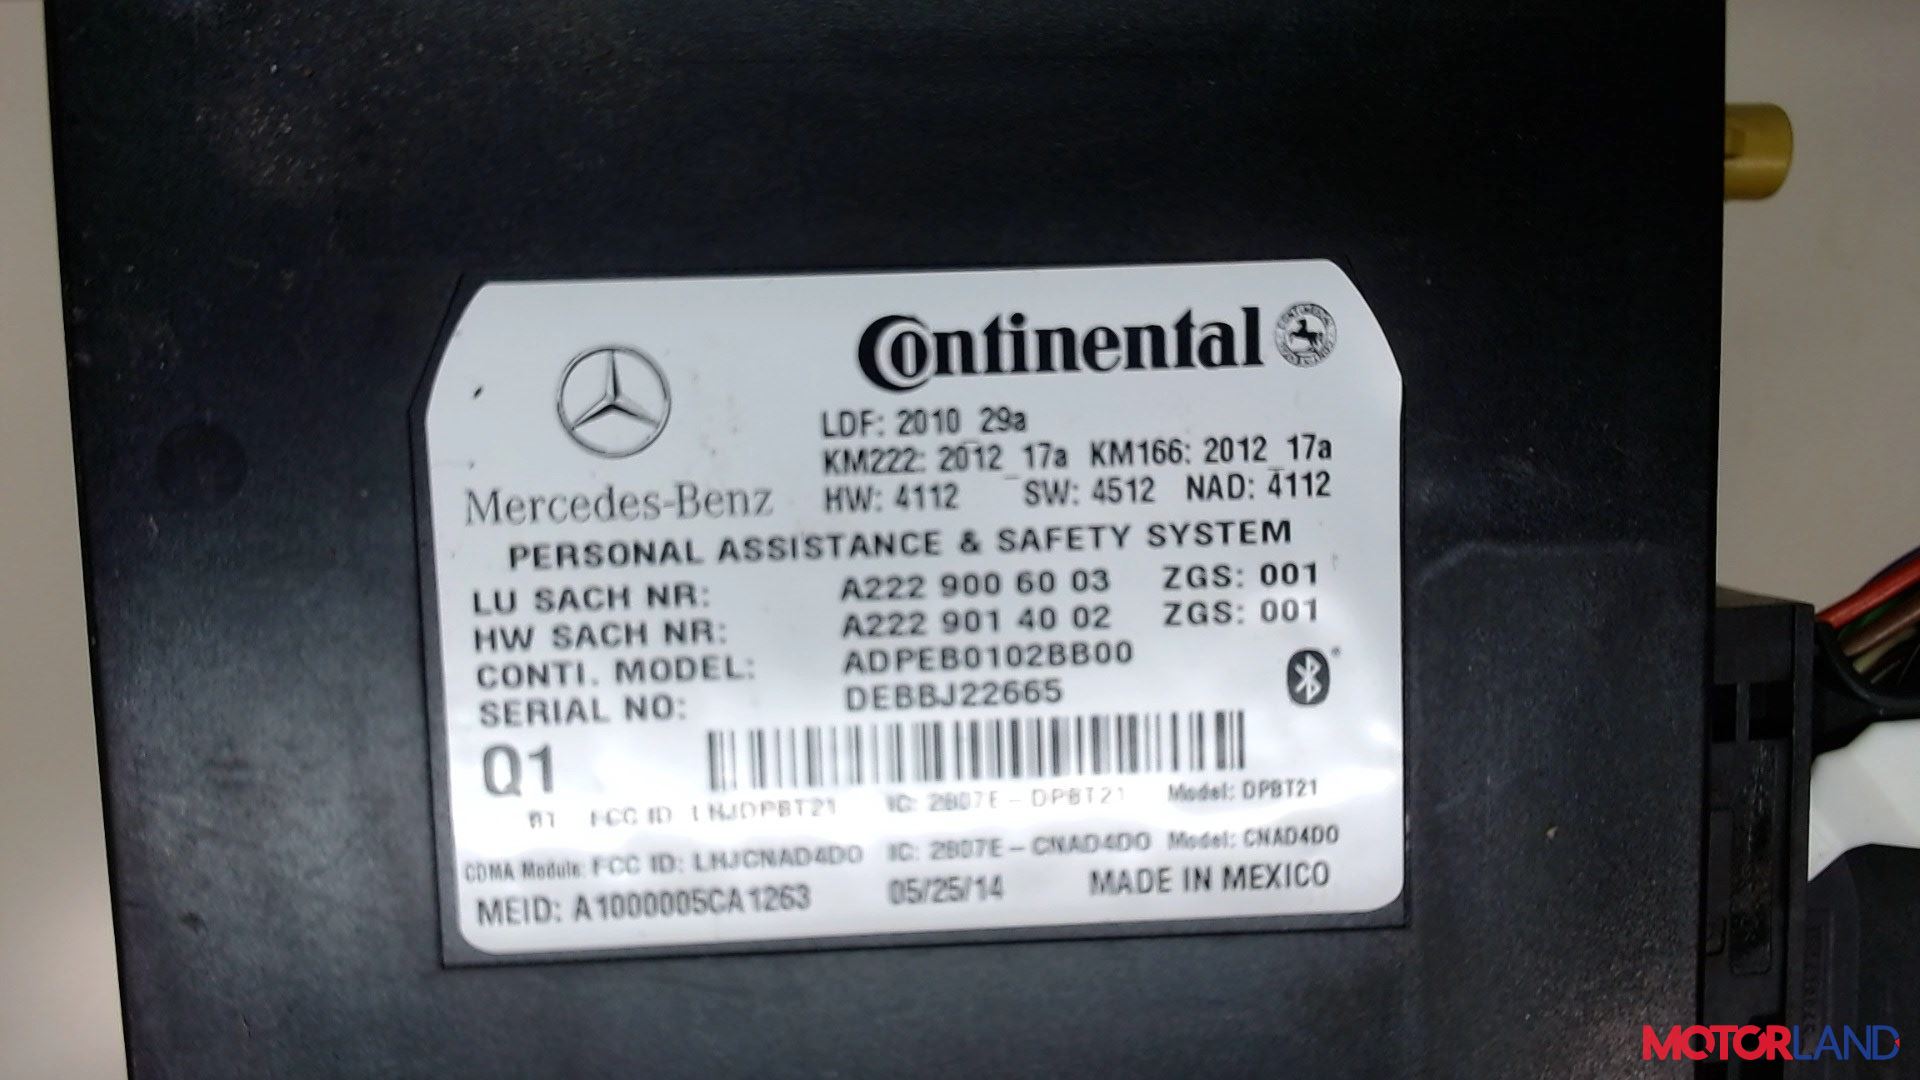 Continental
LDF: 2010_29a
KM222: 2012_17a KM166: 2012_17a
Mercedes-Benz
HW: 4112 SW: 4512 NAD: 4112
PERSONAL ASSISTANCE & SAFETY SYSTEM
LU SACH NR: A222 900 60 03 ZGS: 001
HW SACH NR: A222 901 40 02 ZGS: 001
CONTI. MODEL: ADPEB0102BB00
SERIAL NO: DEBBJ22665
Q1
BT FCC ID LHJDPBT21 IC: 2807E - DPBT21 Model: DPBT21
CDMA Module: FCC ID: LHJCNAD4DO IC: 2807E - CNAD4DO Model: CNAD4DO
MEID: A1000005CA1263 05/25/14 MADE IN MEXICO
MOTORLAND